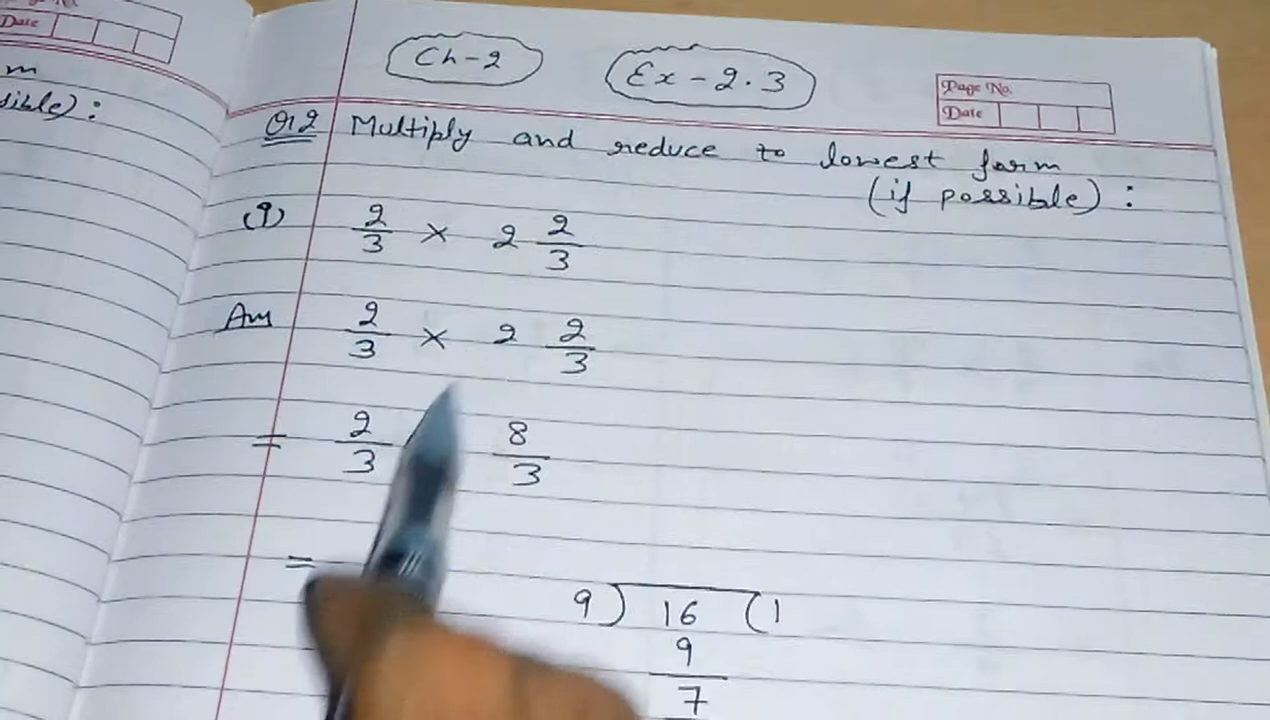 Date
m
sible) :
Ch-2
Ex - 2.3
Page No.
Date
Q12 Multiply and reduce to lowest form
(if possible) :
(i) 2/3 × 2 2/3
Ans 2/3 × 2 2/3
= 2/3 8/3
=
9) 16 (1
9
7